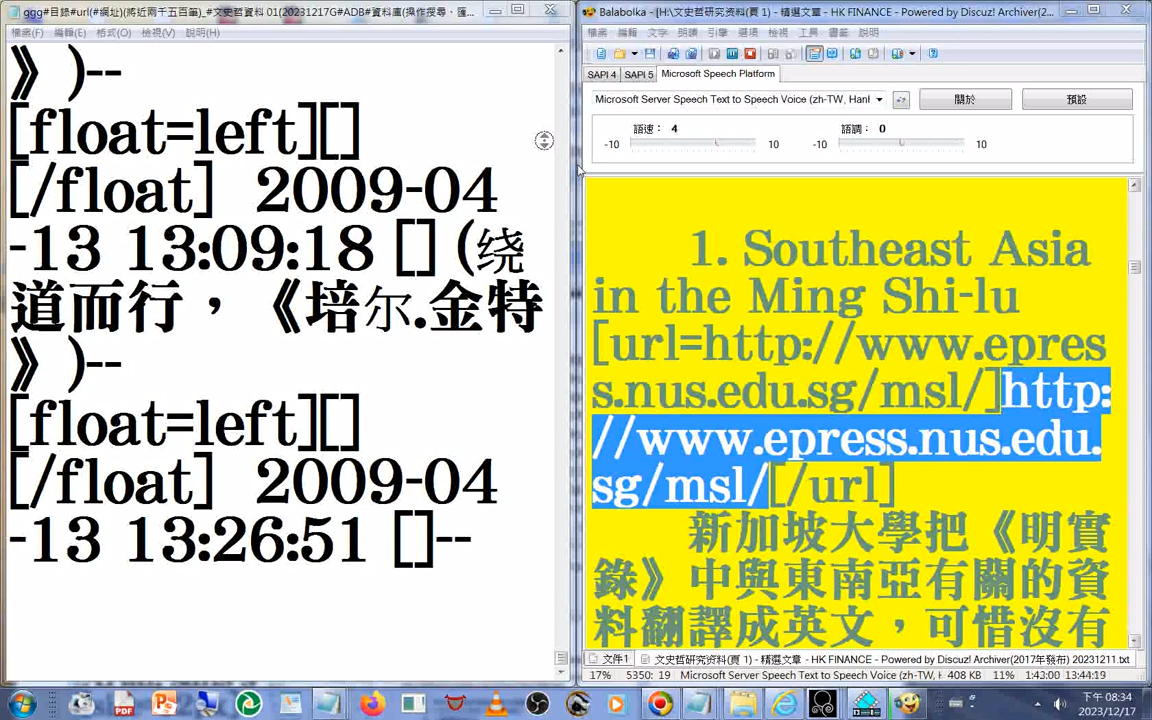 ggg#目錄#url(#網址)(將近兩千五百筆)_#文史哲資料 01(20231217G#ADB#資料庫(操作搜尋、匯...
檔案(F) 編輯(E) 格式(O) 檢視(V) 說明(H)
》)--
[float=left][]
[/float] 2009-04
-13 13:09:18 [] (绕
道而行，《培尔.金特
》)--
[float=left][]
[/float] 2009-04
-13 13:26:51 []--
Balabolka - [H:\文史哲研究资料(頁 1) - 精選文章 - HK FINANCE - Powered by Discuz! Archiver(2...
檔案 編輯 文字 朗讀 引擎 選項 檢視 工具 書籤 說明
SAPI 4 SAPI 5 Microsoft Speech Platform
Microsoft Server Speech Text to Speech Voice (zh-TW, Hanl 關於 預設
語速： 4 語調： 0
-10 10 -10 10
1. Southeast Asia
in the Ming Shi-lu
[url=http://www.epres
s.nus.edu.sg/msl/]http:
//www.epress.nus.edu.
sg/msl/[/url]
新加坡大學把《明實
錄》中與東南亞有關的資
料翻譯成英文，可惜沒有
文件1 文史哲研究资料(頁 1) - 精選文章 - HK FINANCE - Powered by Discuz! Archiver(2017年發布) 20231211.txt
17% 5350: 19 Microsoft Server Speech Text to Speech Voice (zh-TW, H 408 KB 11% 1:43:00 13:44:19
下午 08:34
2023/12/17